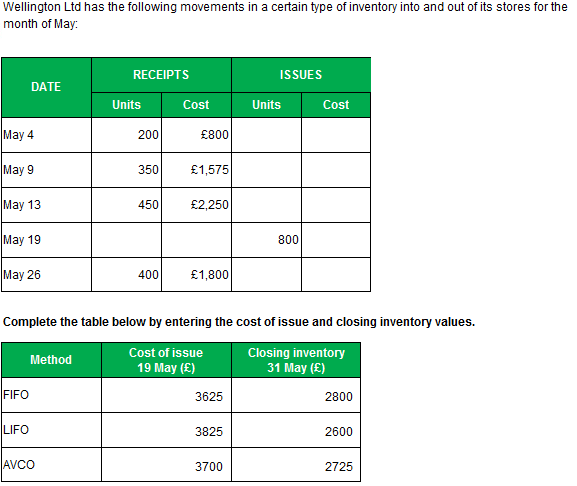 Wellington Ltd has the following movements in a certain type of inventory into and out of its stores for the
month of May:
DATE RECEIPTS ISSUES
Units Cost Units Cost
May 4 200 £800
May 9 350 £1,575
May 13 450 £2,250
May 19 800
May 26 400 £1,800
Complete the table below by entering the cost of issue and closing inventory values.
Method Cost of issue Closing inventory
19 May (£) 31 May (£)
FIFO 3625 2800
LIFO 3825 2600
AVCO 3700 2725